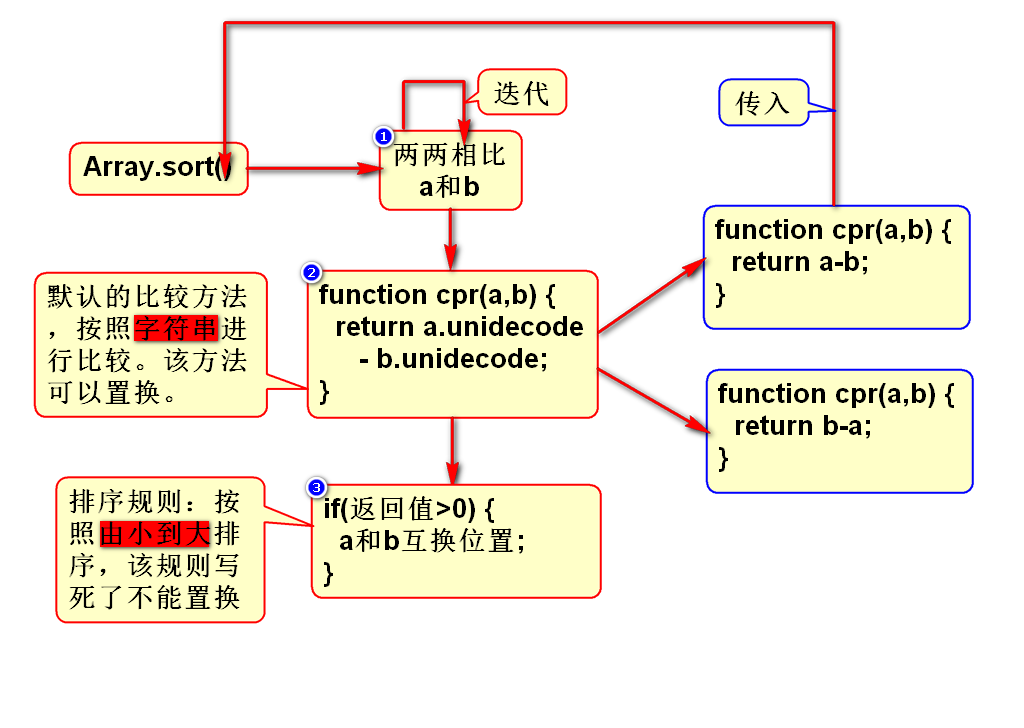 迭代
传入
Array.sort()
1
两两相比
a和b
function cpr(a,b) {
return a-b;
}
2
function cpr(a,b) {
return a.unidecode
- b.unidecode;
}
默认的比较方法
，按照字符串进
行比较。该方法
可以置换。
function cpr(a,b) {
return b-a;
}
3
if(返回值>0) {
a和b互换位置;
}
排序规则：按
照由小到大排
序，该规则写
死了不能置换